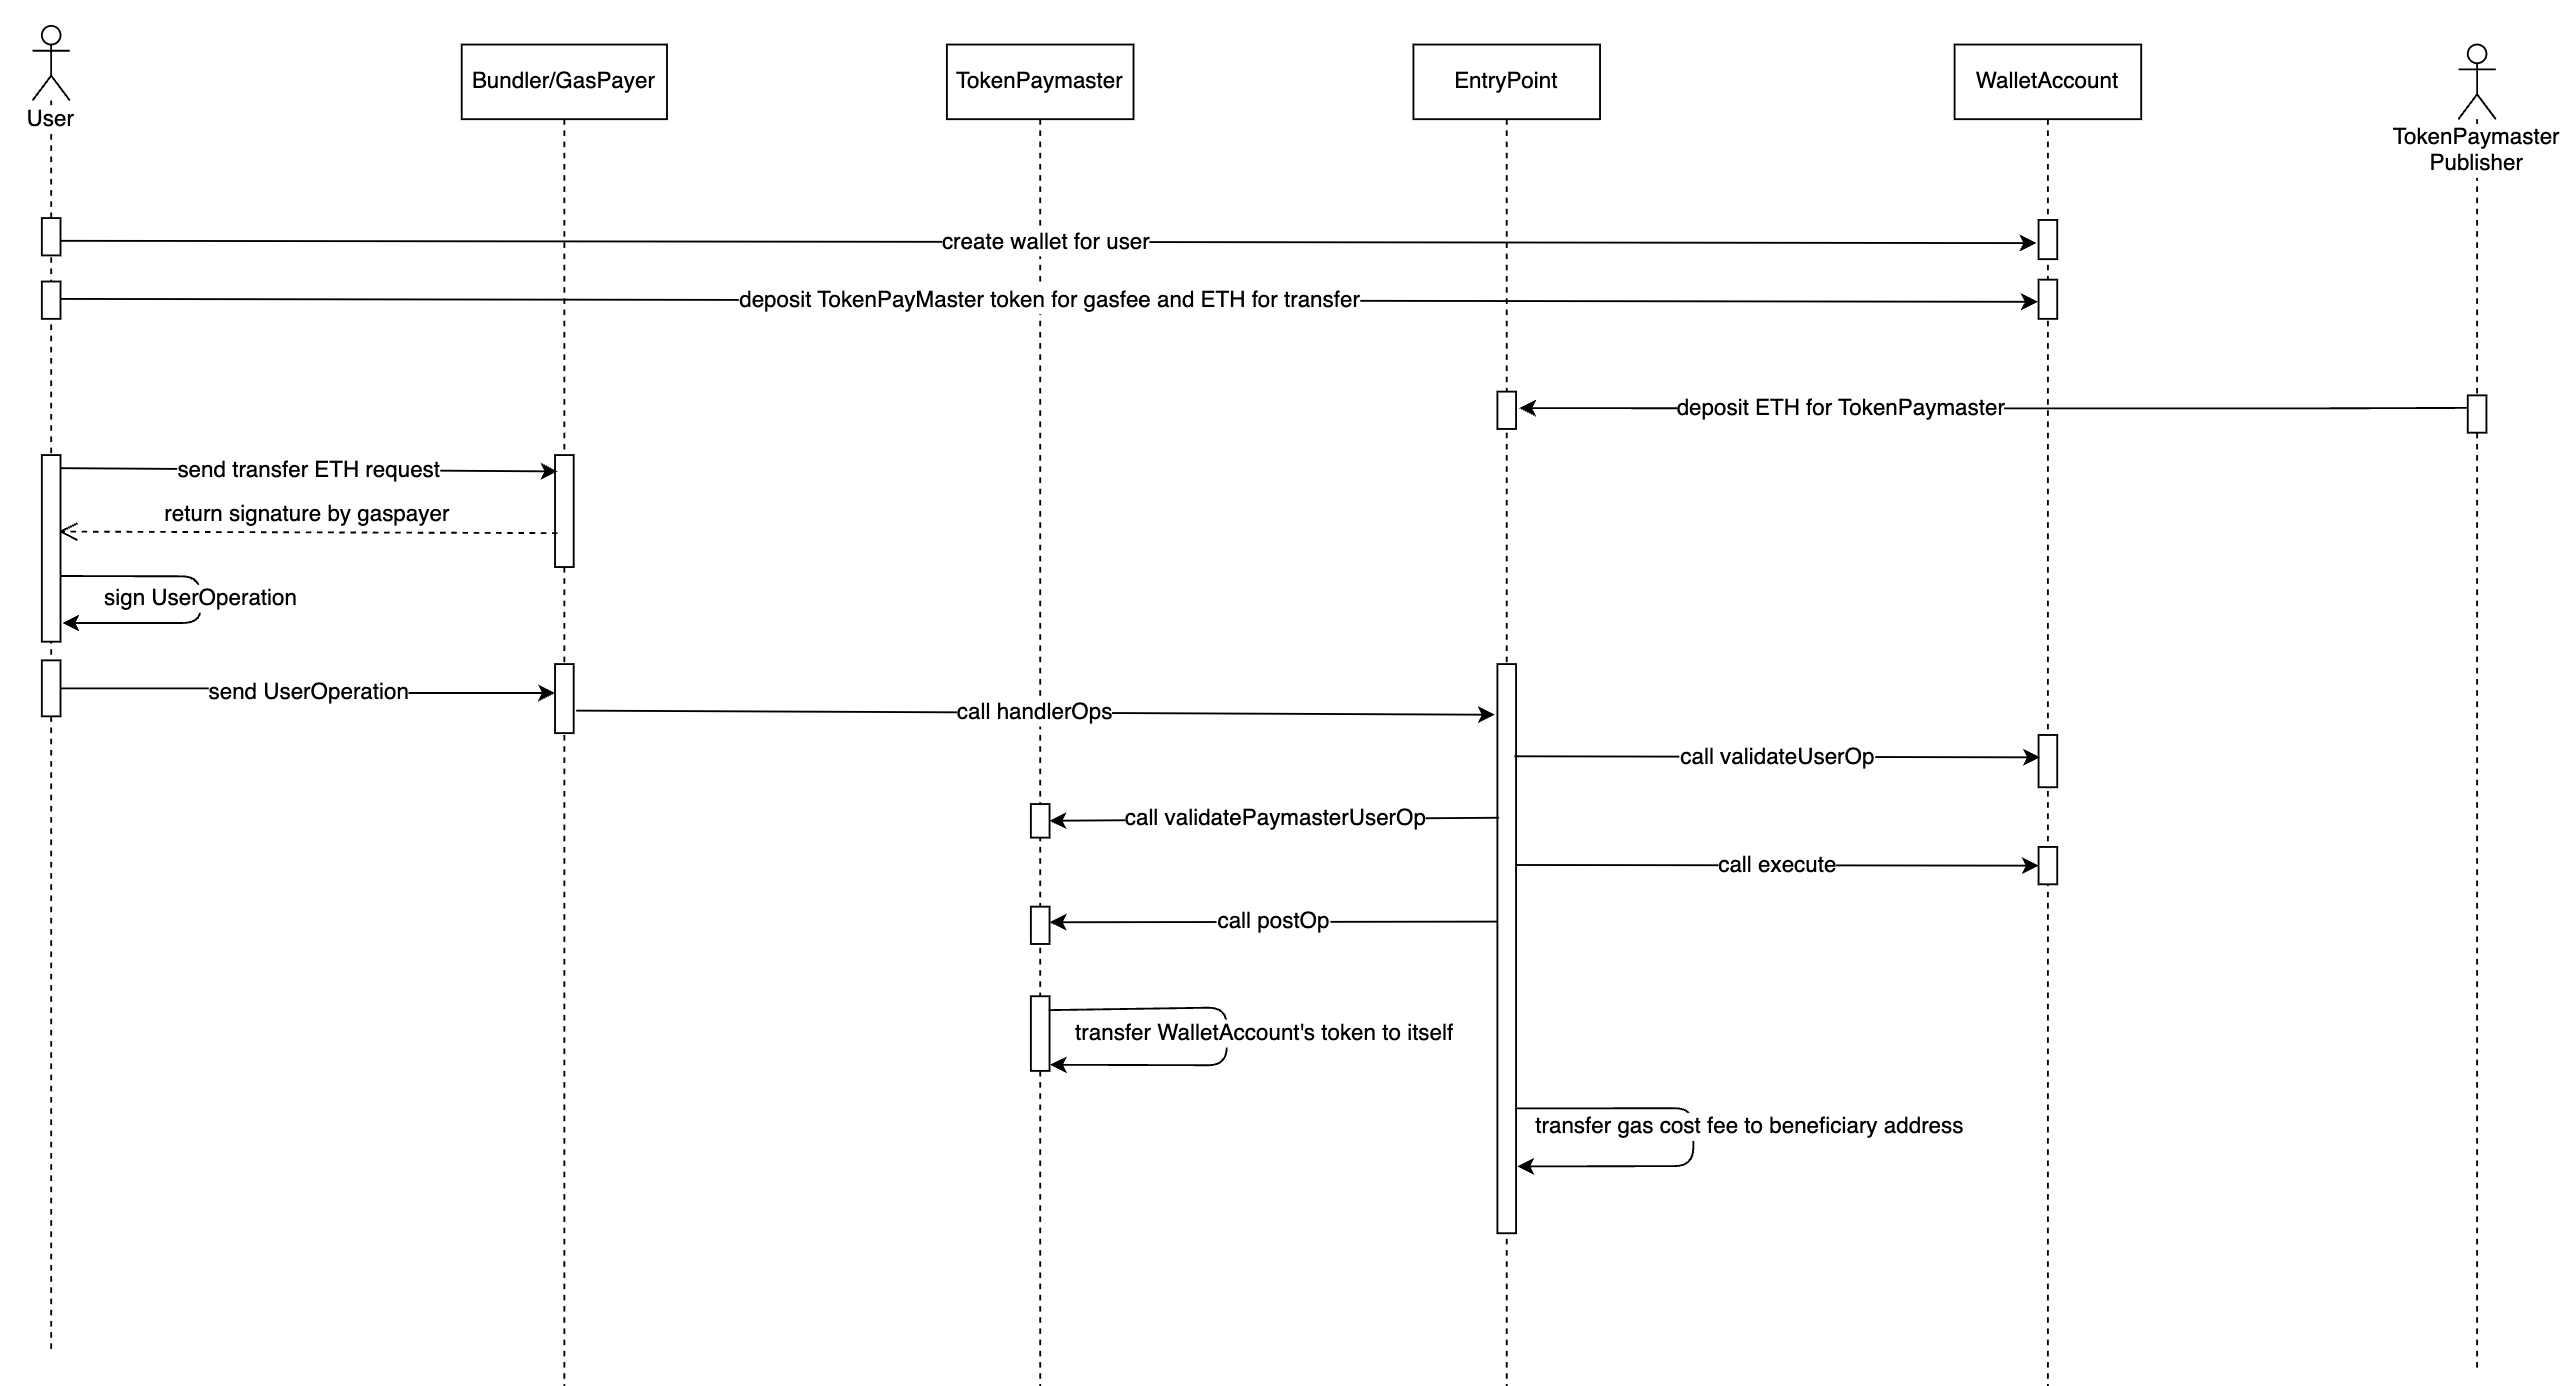 User
Bundler/GasPayer
TokenPaymaster
EntryPoint
WalletAccount
TokenPaymaster
Publisher
create wallet for user
deposit TokenPayMaster token for gasfee and ETH for transfer
deposit ETH for TokenPaymaster
send transfer ETH request
return signature by gaspayer
sign UserOperation
send UserOperation
call handlerOps
call validateUserOp
call validatePaymasterUserOp
call execute
call postOp
transfer WalletAccount's token to itself
transfer gas cost fee to beneficiary address